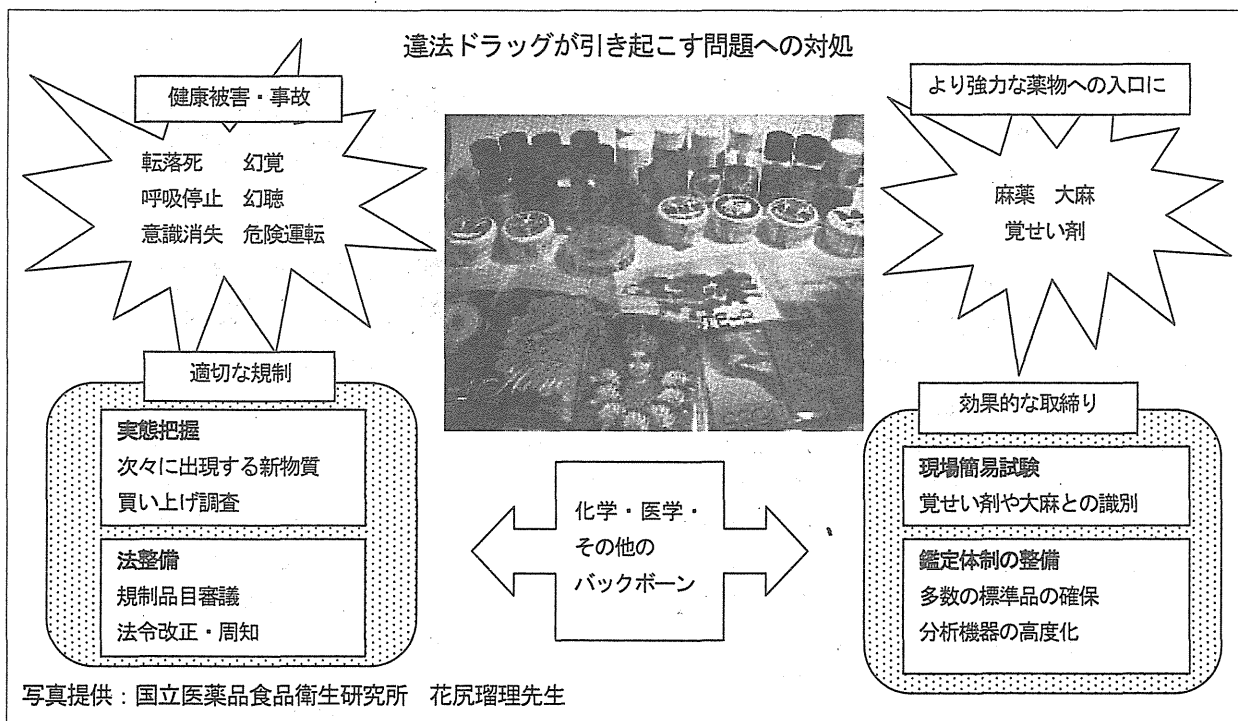 違法ドラッグが引き起こす問題への対処
健康被害・事故
転落死 幻覚
呼吸停止 幻聴
意識消失 危険運転
より強力な薬物への入口に
麻薬 大麻
覚せい剤
適切な規制
実態把握
次々に出現する新物質
買い上げ調査
法整備
規制品目審議
法令改正・周知
化学・医学・
その他の
バックボーン
効果的な取締り
現場簡易試験
覚せい剤や大麻との識別
鑑定体制の整備
多数の標準品の確保
分析機器の高度化
写真提供：国立医薬品食品衛生研究所 花尻瑠理先生